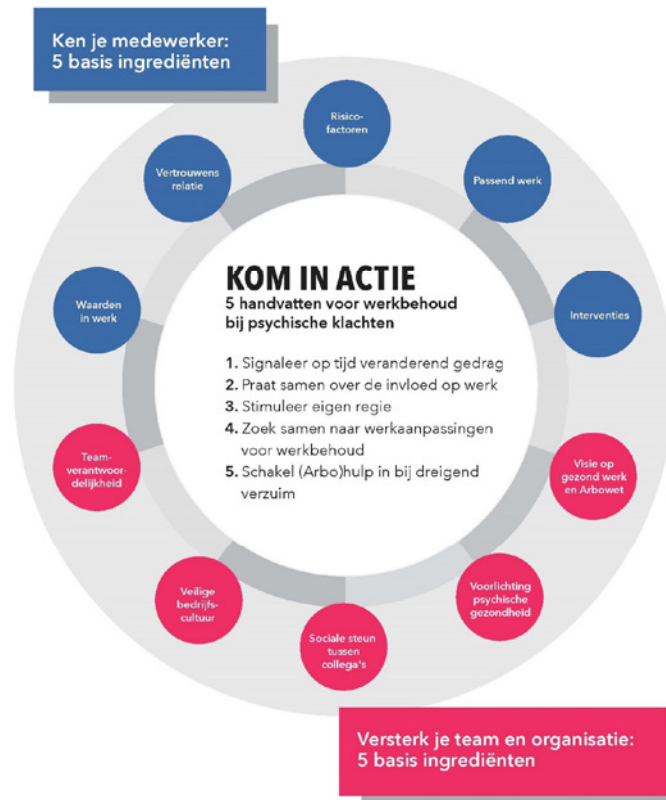 Ken je medewerker:
5 basis ingrediënten
Risico-
factoren
Vertrouwens
relatie
Passend werk
Waarden
in werk
Interventies
KOM IN ACTIE
5 handvatten voor werkbehoud
bij psychische klachten
1. Signaleer op tijd veranderend gedrag
2. Praat samen over de invloed op werk
3. Stimuleer eigen regie
4. Zoek samen naar werkaanpassingen
voor werkbehoud
5. Schakel (Arbo)hulp in bij dreigend
verzuim
Team-
verantwoor-
delijkheid
Visie op
gezond werk
en Arbowet
Veilige
bedrijfs-
cultuur
Voorlichting
psychische
gezondheid
Sociale steun
tussen
collega's
Versterk je team en organisatie:
5 basis ingrediënten